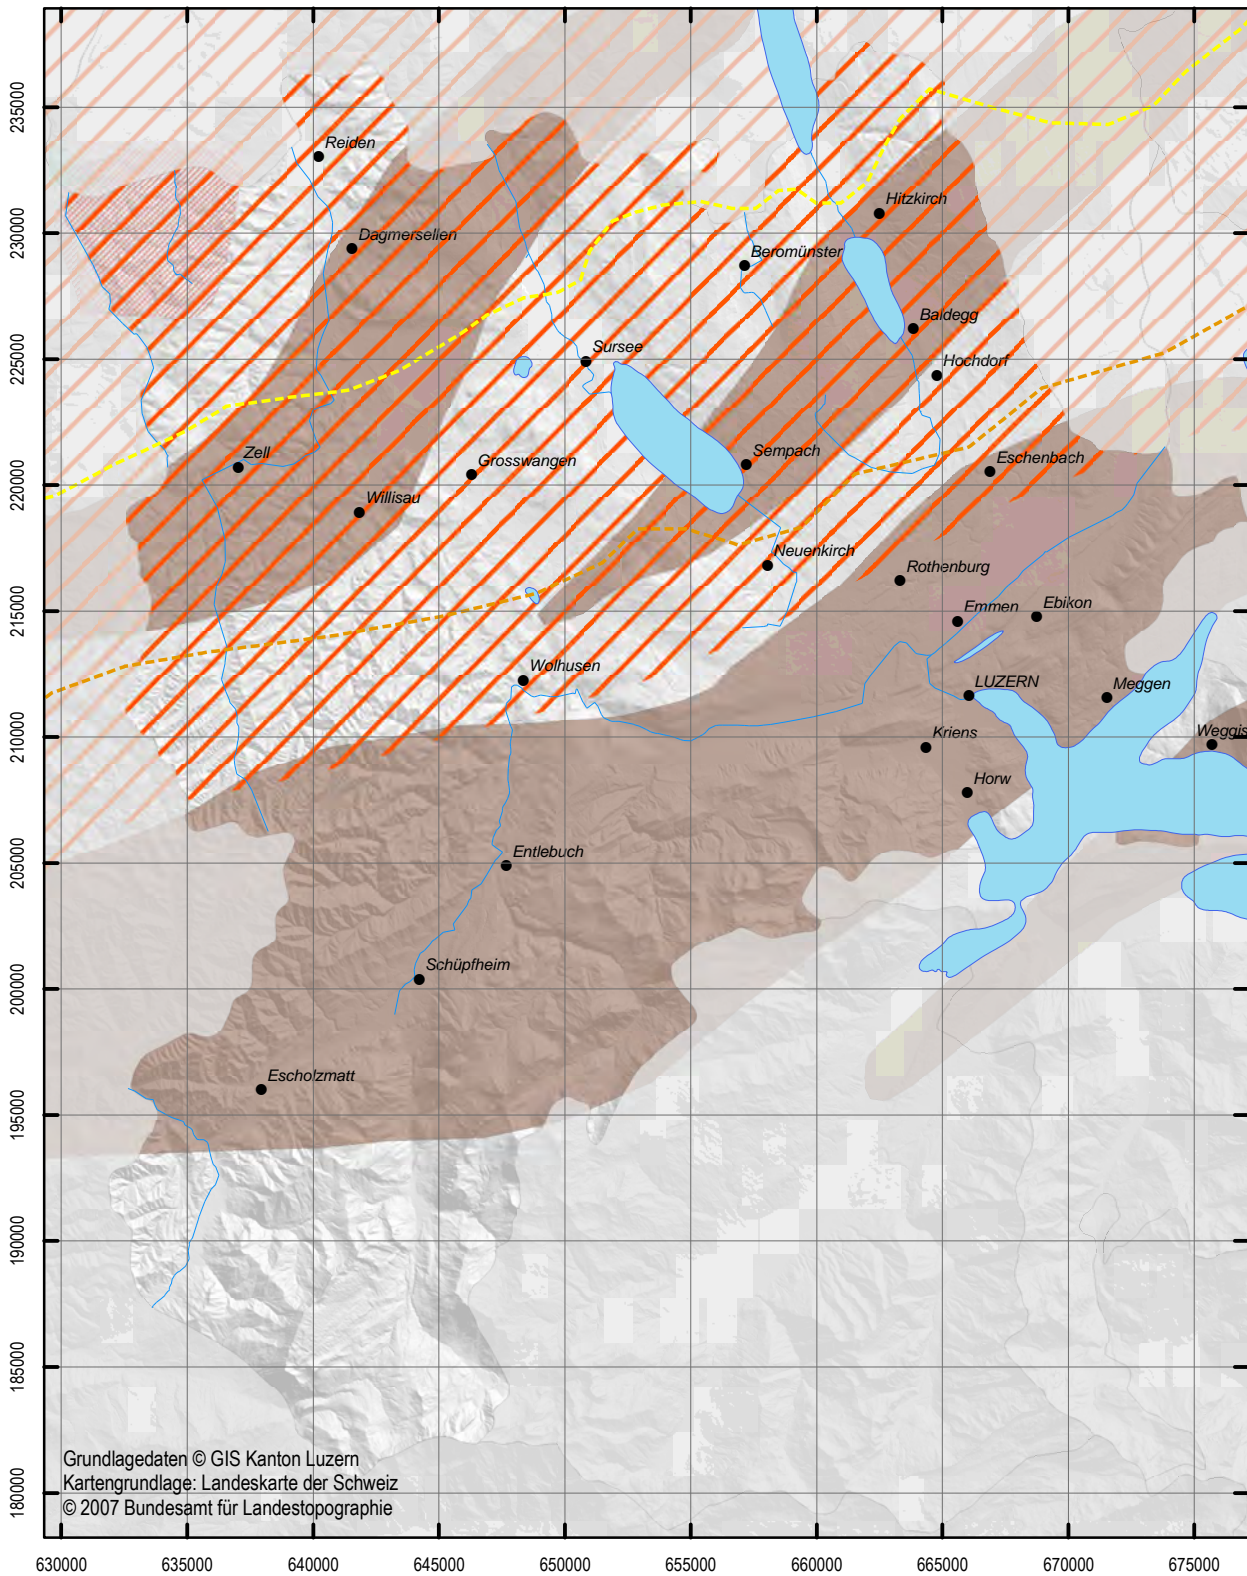 235000
230000
225000
220000
215000
210000
205000
200000
195000
190000
185000
180000
Reiden
Dagmersellen
Hitzkirch
Beromünster
Baldegg
Sursee
Hochdorf
Zell
Grosswangen
Sempach
Eschenbach
Willisau
Neuenkirch
Rothenburg
Emmen
Ebikon
Wolhusen
LUZERN
Meggen
Kriens
Weggis
Horw
Entlebuch
Schüpfheim
Escholzmatt
Grundlagedaten © GIS Kanton Luzern
Kartengrundlage: Landeskarte der Schweiz
© 2007 Bundesamt für Landestopographie
630000 635000 640000 645000 650000 655000 660000 665000 670000 675000